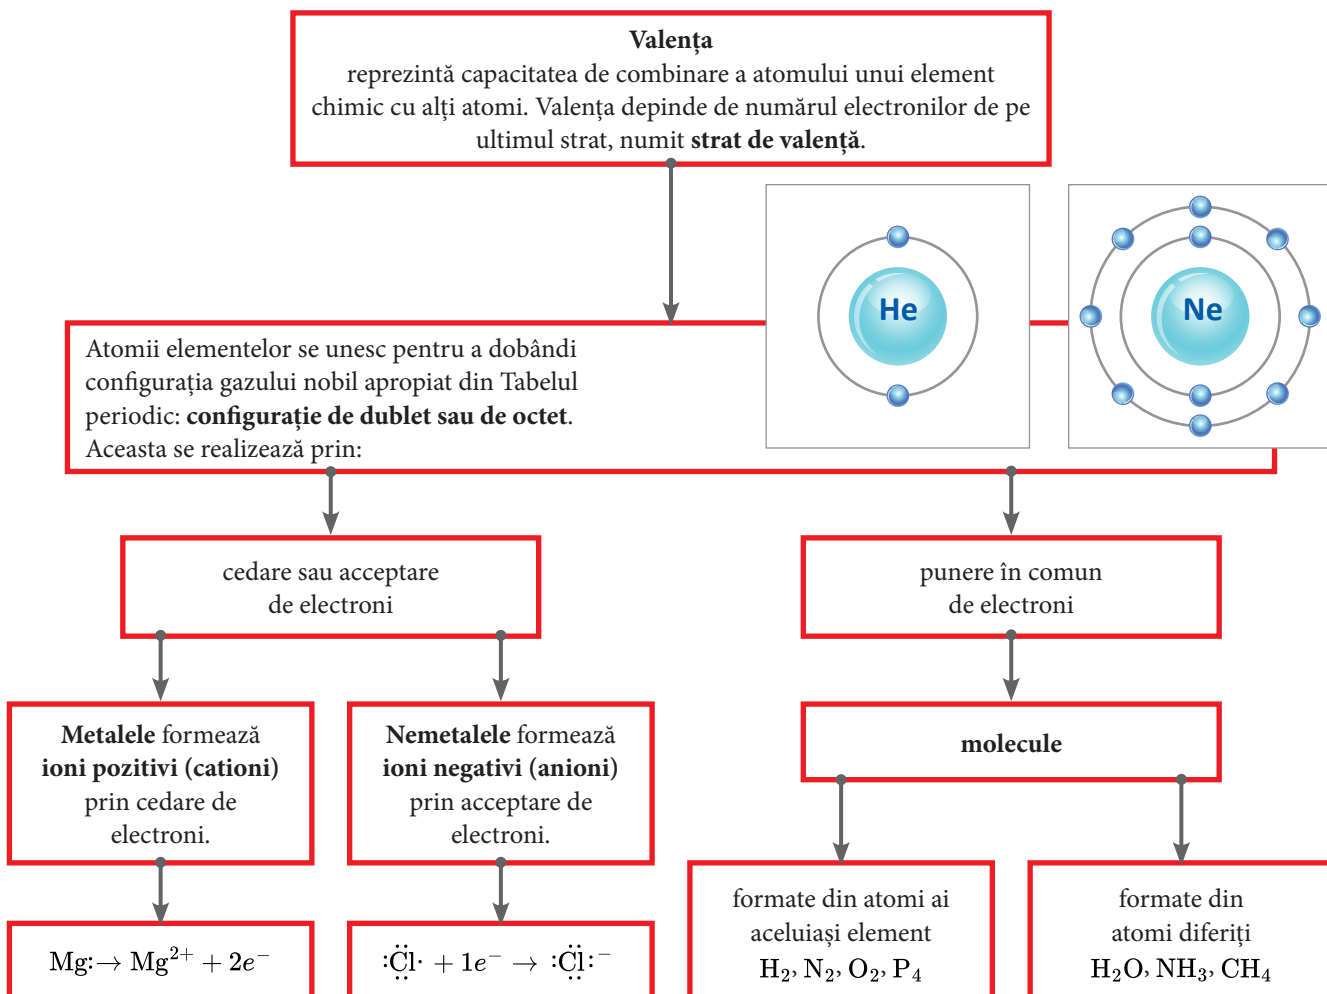 Valența
reprezintă capacitatea de combinare a atomului unui element
chimic cu alți atomi. Valența depinde de numărul electronilor de pe
ultimul strat, numit strat de valență.
He
Ne
Atomii elementelor se unesc pentru a dobândi
configurația gazului nobil apropiat din Tabelul
periodic: configurație de dublet sau de octet.
Aceasta se realizează prin:
cedare sau acceptare
de electroni
punere în comun
de electroni
Metalele formează
ioni pozitivi (cationi)
prin cedare de
electroni.
Nemetalele formează
ioni negativi (anioni)
prin acceptare de
electroni.
molecule
Mg:→ Mg²⁺ + 2e⁻
:C̤̈l· + 1e⁻ → :C̤̈l:⁻
formate din atomi ai
aceluiași element
H₂, N₂, O₂, P₄
formate din
atomi diferiți
H₂O, NH₃, CH₄